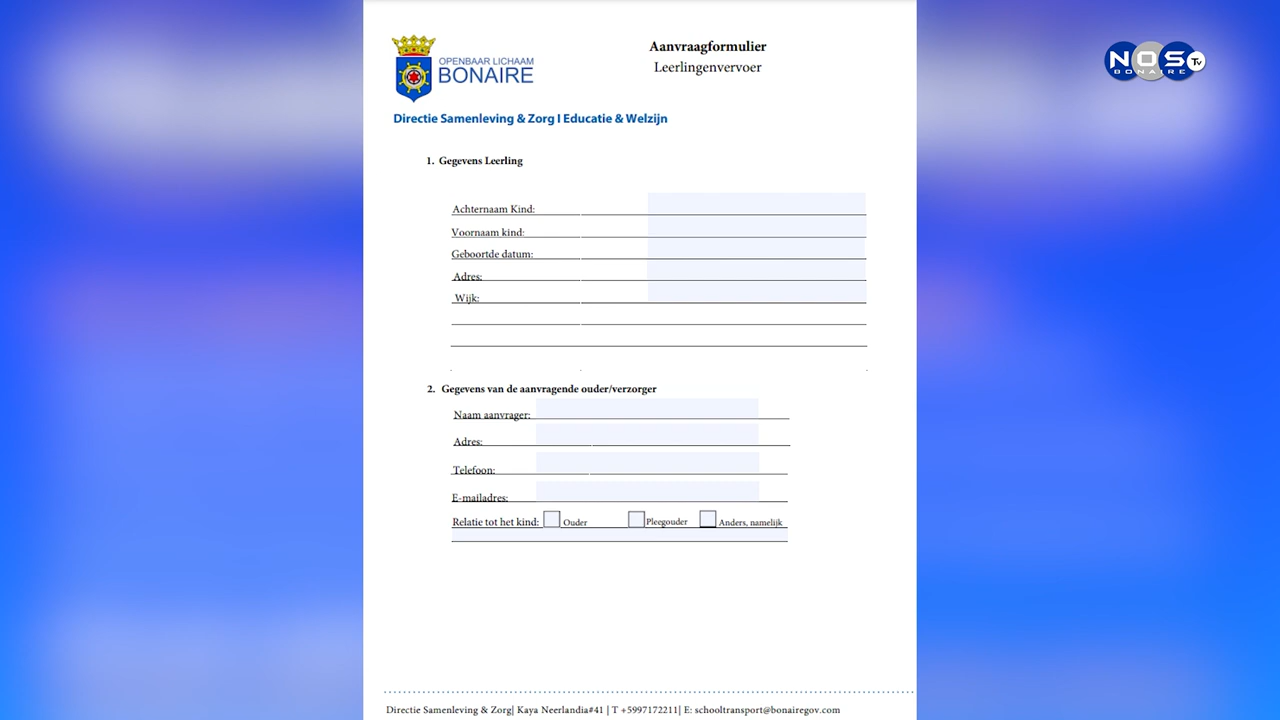 OPENBAAR LICHAAM
BONAIRE
Aanvraagformulier
Leerlingenvervoer
NOS TV
BONAIRE
Directie Samenleving & Zorg I Educatie & Welzijn
1. Gegevens Leerling
Achternaam Kind:
Voornaam kind:
Geboortde datum:
Adres:
Wijk:
2. Gegevens van de aanvragende ouder/verzorger
Naam aanvrager:
Adres:
Telefoon:
E-mailadres:
Relatie tot het kind: Ouder Pleegouder Anders, namelijk
Directie Samenleving & Zorg| Kaya Neerlandia#41 | T +5997172211| E: schooltransport@bonairegov.com